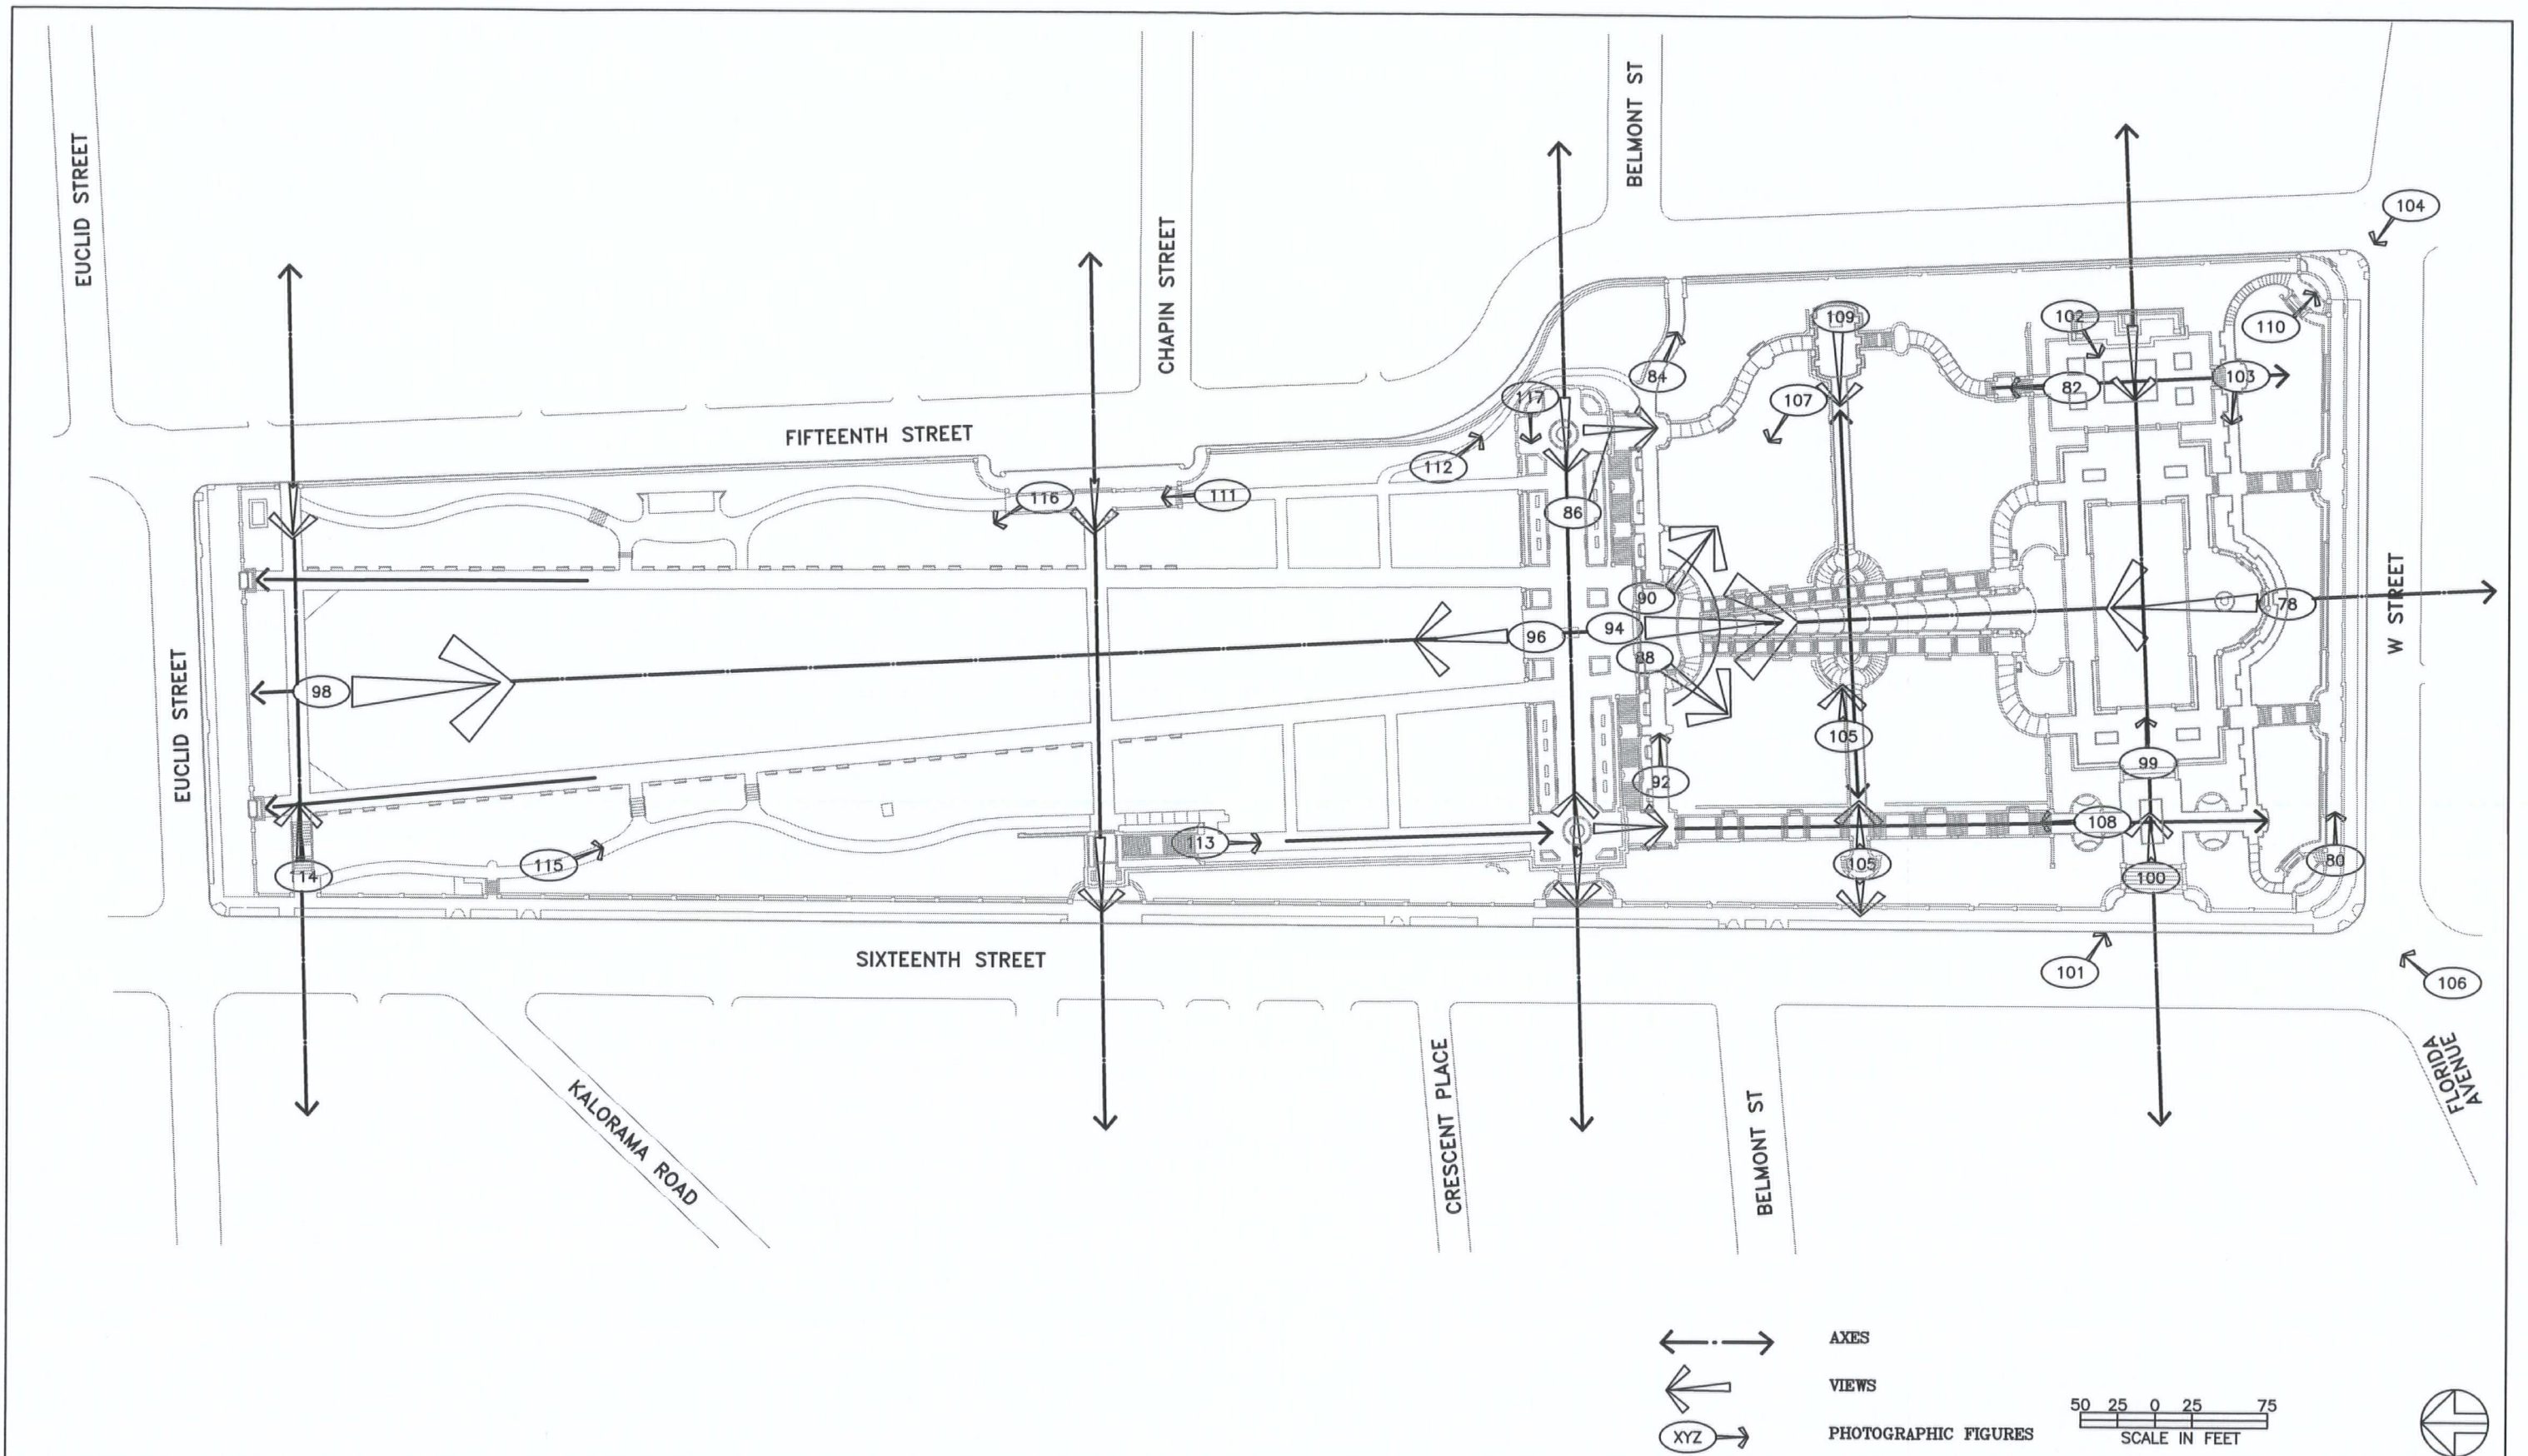 EUCLID STREET
CHAPIN STREET
BELMONT ST
104
109
102
110
84
82
103
107
117
FIFTEENTH STREET
112
116
111
86
90
78
W STREET
94
96
88
98
EUCLID STREET
105
99
92
108
113
105
80
115
114
100
SIXTEENTH STREET
101
106
KALORAMA ROAD
CRESCENT PLACE
BELMONT ST
FLORIDA
AVENUE
AXES
VIEWS
XYZ
PHOTOGRAPHIC FIGURES
50 25 0 25 75
SCALE IN FEET